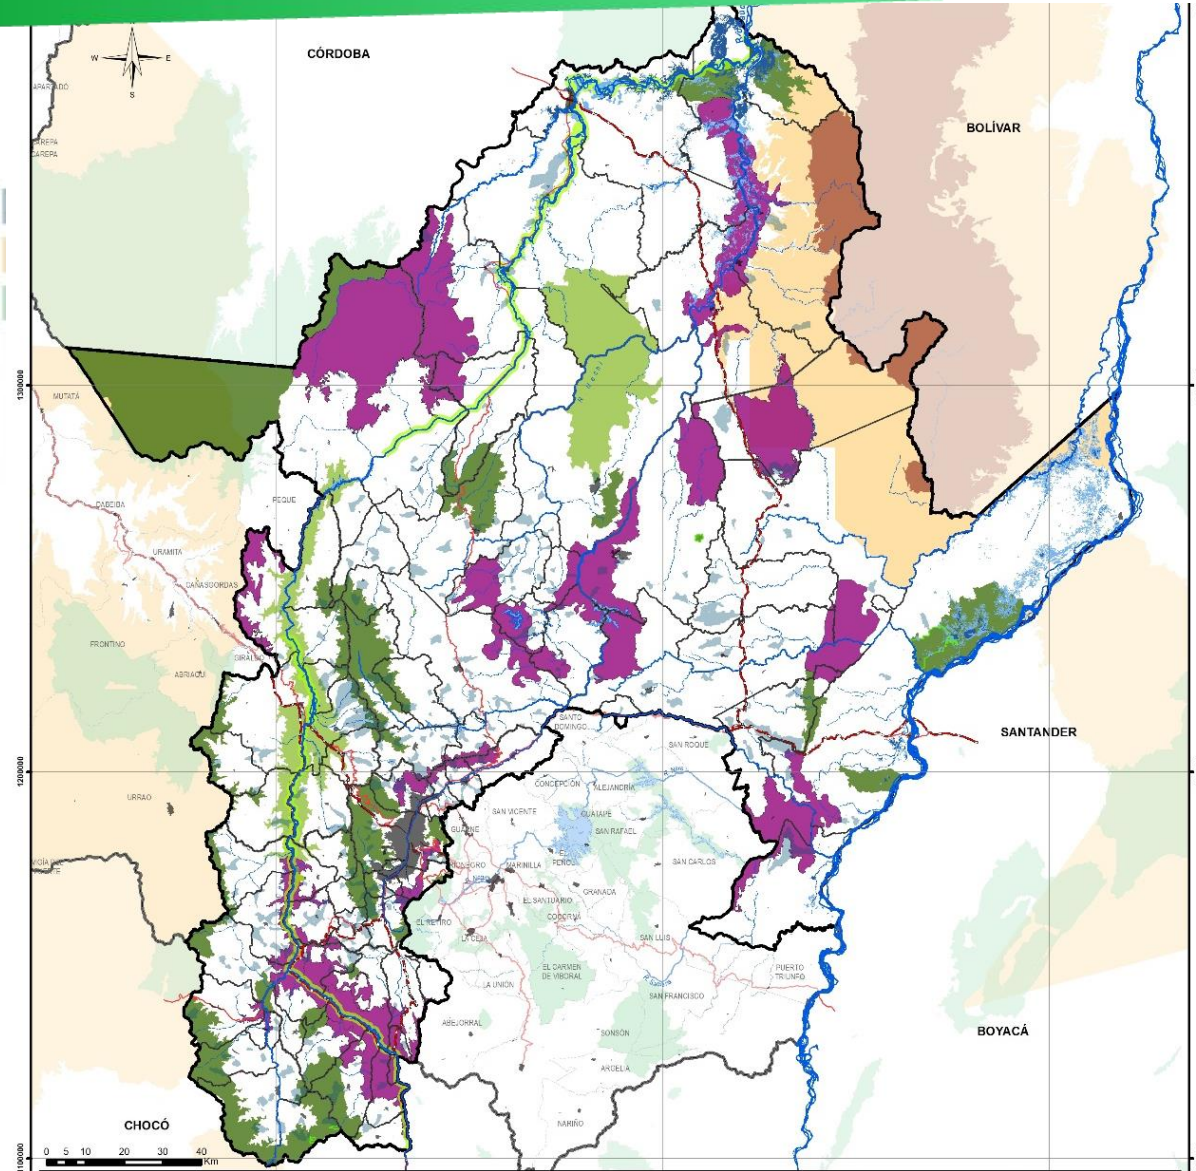 N
W E
S
CÓRDOBA
BOLÍVAR
CAREPA
CAREPA
1300000
MUTATÁ
PEQUE
DABEIBA
URAMITA
CAÑASGORDAS
FRONTINO
ABRIAQUÍ
GIRALDO
SANTO
DOMINGO
SAN ROQUE
SANTANDER
1200000
URRAO
CONCEPCIÓN
ALEJANDRÍA
SAN VICENTE
GUATAPÉ
GUARNE
SAN RAFAEL
EL
PEÑOL
RIONEGRO
MARINILLA
SAN CARLOS
GRANADA
EL SANTUARIO
COCORNÁ
EL RETIRO
LA CEJA
SAN LUIS
EL CARMEN
DE VIBORAL
PUERTO
TRIUNFO
LA UNIÓN
SAN FRANCISCO
ABEJORRAL
SONSÓN
BOYACÁ
ARGELIA
NARIÑO
CHOCÓ
0 5 10 20 30 40
Km